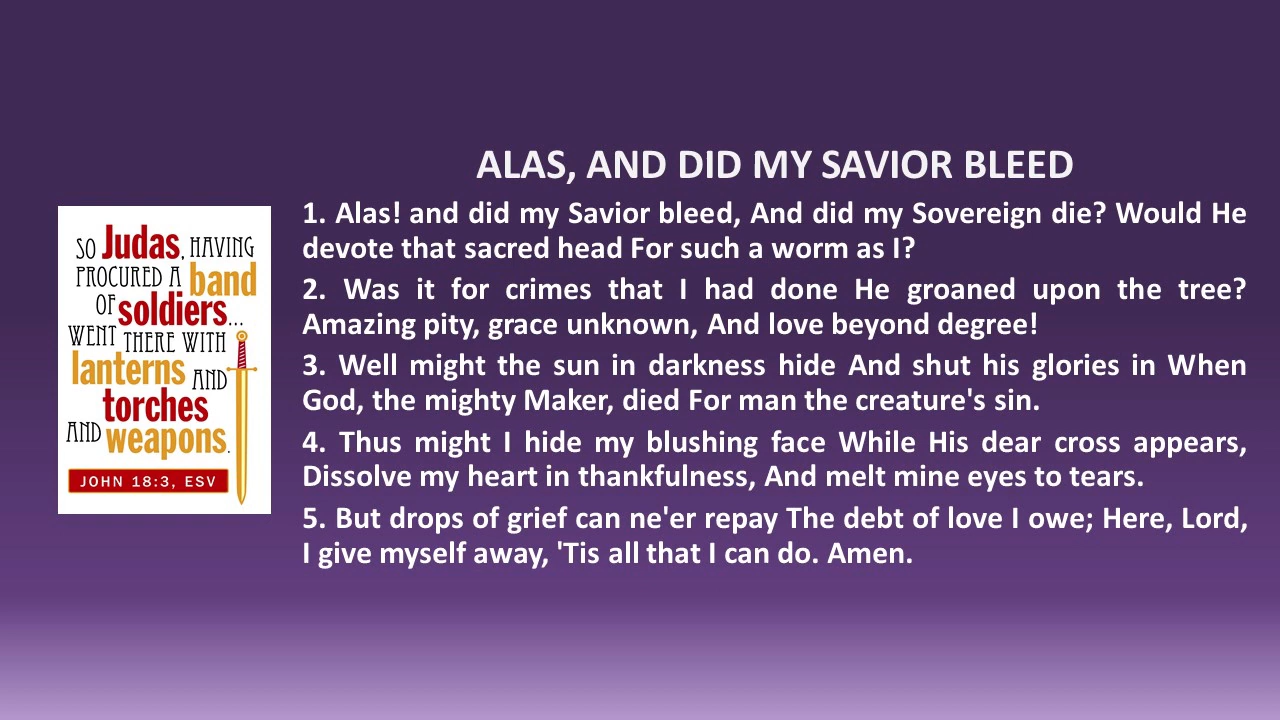 ALAS, AND DID MY SAVIOR BLEED
1. Alas! and did my Savior bleed, And did my Sovereign die? Would He
devote that sacred head For such a worm as I?
2. Was it for crimes that I had done He groaned upon the tree?
Amazing pity, grace unknown, And love beyond degree!
3. Well might the sun in darkness hide And shut his glories in When
God, the mighty Maker, died For man the creature's sin.
4. Thus might I hide my blushing face While His dear cross appears,
Dissolve my heart in thankfulness, And melt mine eyes to tears.
5. But drops of grief can ne'er repay The debt of love I owe; Here, Lord,
I give myself away, 'Tis all that I can do. Amen.
SO Judas, HAVING
PROCURED A band
OF soldiers...
WENT THERE WITH
lanterns AND
torches
AND weapons.
JOHN 18:3, ESV